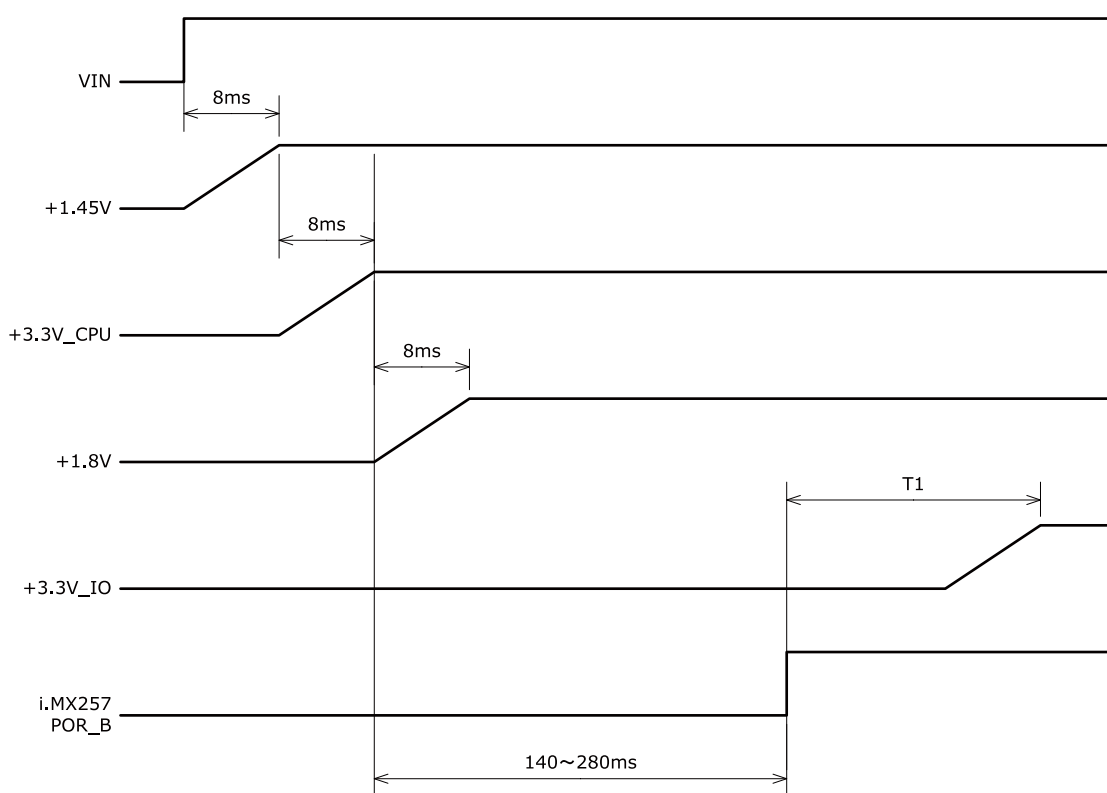 VIN
8ms
+1.45V
8ms
+3.3V_CPU
8ms
+1.8V
T1
+3.3V_IO
i.MX257
POR_B
140～280ms